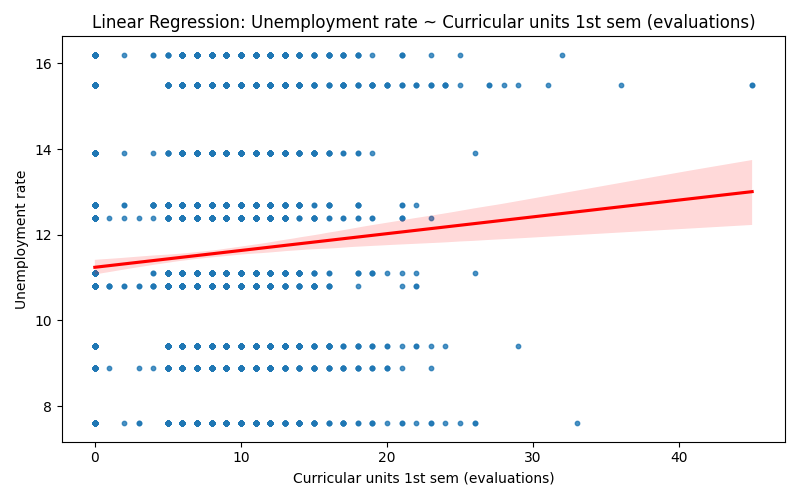 Linear Regression: Unemployment rate ~ Curricular units 1st sem (evaluations)
Unemployment rate
16
14
12
10
8
0 10 20 30 40
Curricular units 1st sem (evaluations)